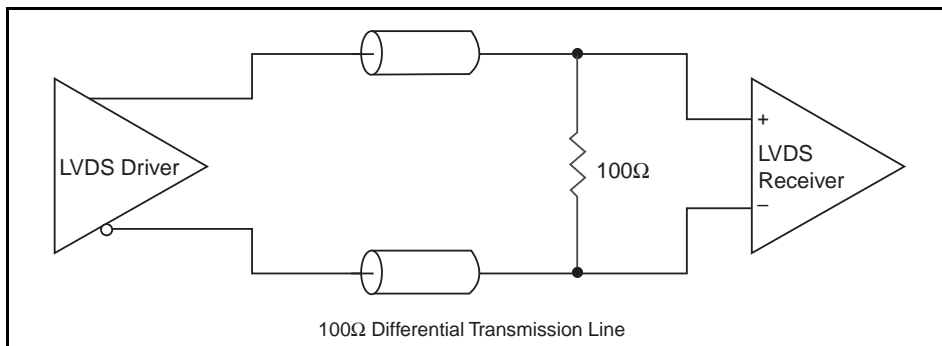 LVDS Driver
100Ω
+
LVDS
Receiver
–
100Ω Differential Transmission Line